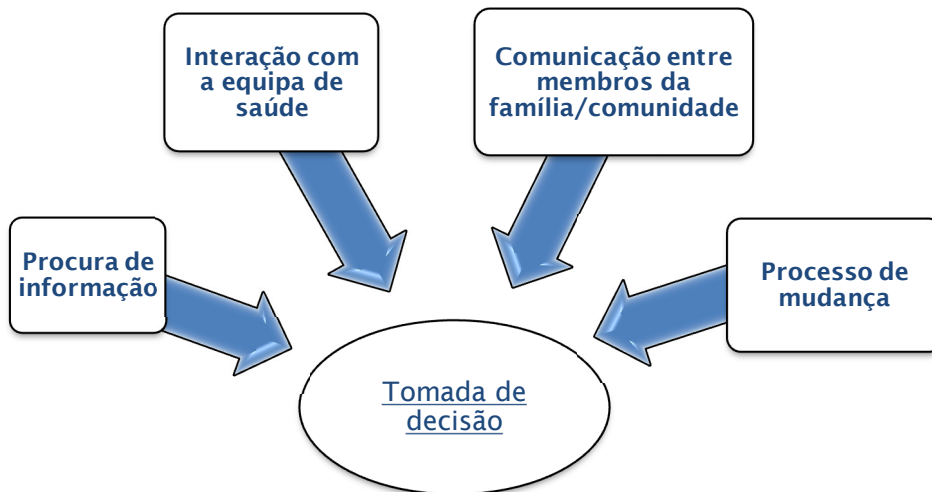 Interação com
a equipa de
saúde
Comunicação entre
membros da
família/comunidade
Procura de
informação
Processo de
mudança
Tomada de
decisão